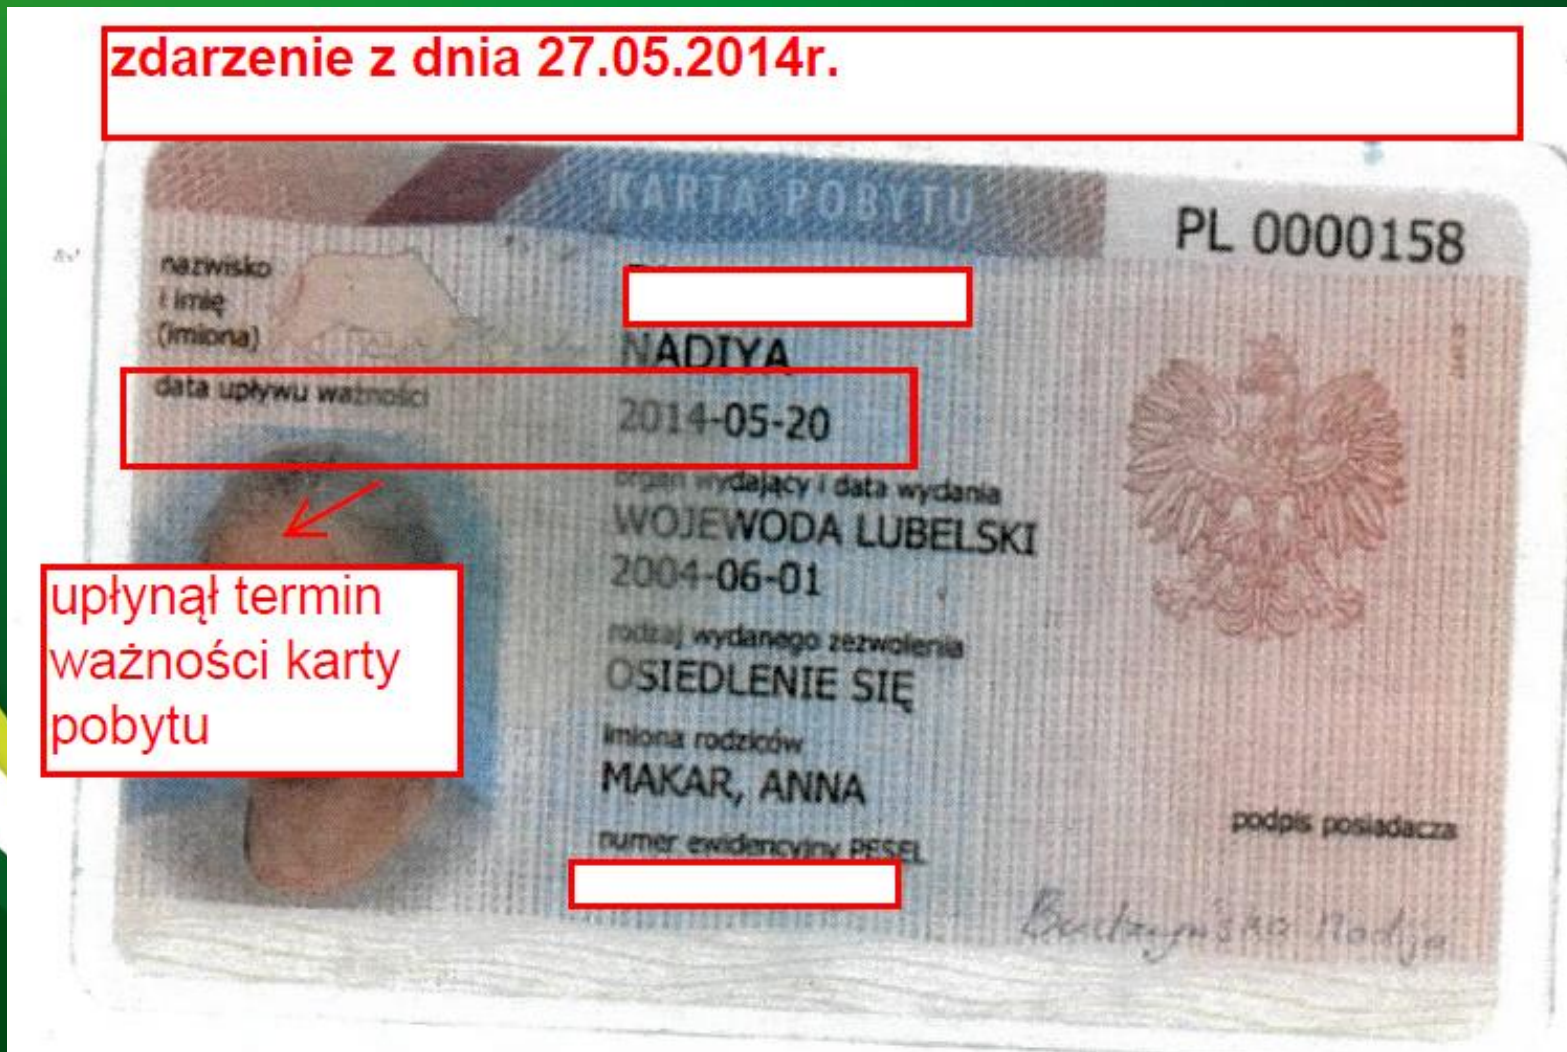 zdarzenie z dnia 27.05.2014r.
KARTA POBYTU
PL 0000158
nazwisko
i imię
(imiona)
NADIYA
data upływu ważności
2014-05-20
organ wydający i data wydania
WOJEWODA LUBELSKI
2004-06-01
upłynął termin
ważności karty
pobytu
rodzaj wydanego zezwolenia
OSIEDLENIE SIĘ
imiona rodziców
MAKAR, ANNA
numer ewidencyjny PESEL
podpis posiadacza